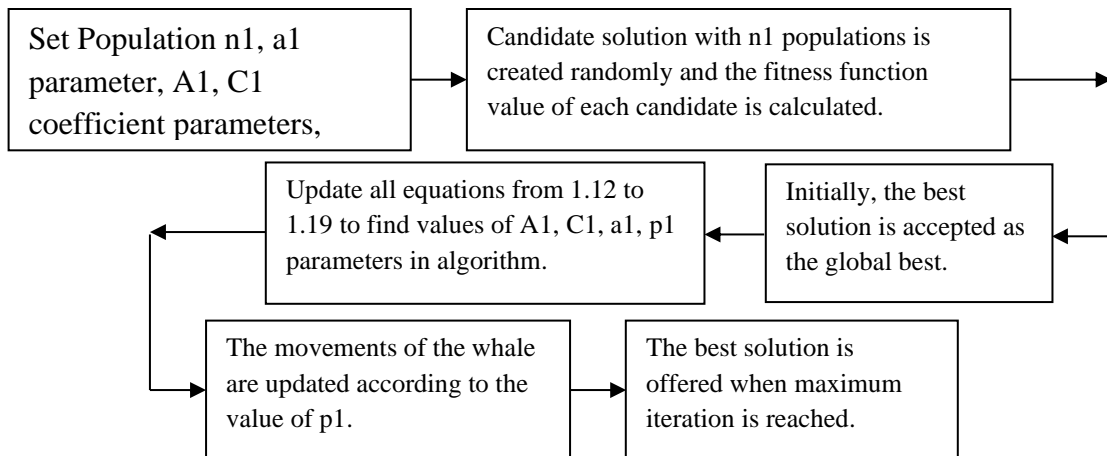 Set Population n1, a1
parameter, A1, C1
coefficient parameters,
Candidate solution with n1 populations is
created randomly and the fitness function
value of each candidate is calculated.
Initially, the best
solution is accepted as
the global best.
Update all equations from 1.12 to
1.19 to find values of A1, C1, a1, p1
parameters in algorithm.
The movements of the whale
are updated according to the
value of p1.
The best solution is
offered when maximum
iteration is reached.